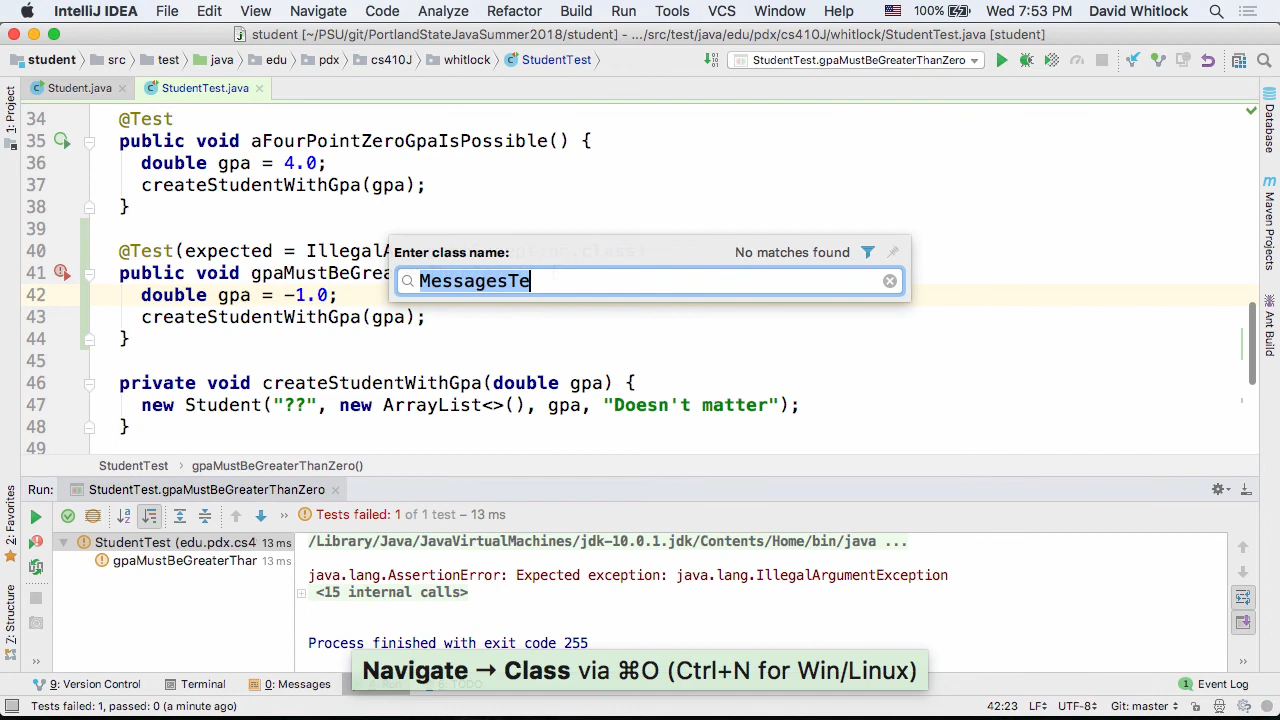 IntelliJ IDEA File Edit View Navigate Code Analyze Refactor Build Run Tools VCS Window Help 100% Wed 7:53 PM David Whitlock
student [~/PSU/git/PortlandStateJavaSummer2018/student] - .../src/test/java/edu/pdx/cs410J/whitlock/StudentTest.java [student]
student src test java edu pdx cs410J whitlock StudentTest StudentTest.gpaMustBeGreaterThanZero
Student.java StudentTest.java
1: Project
Database
Maven Projects
Ant Build
34 @Test
35 public void aFourPointZeroGpaIsPossible() {
36 double gpa = 4.0;
37 createStudentWithGpa(gpa);
38 }
39
40 @Test(expected = IllegalA
41 public void gpaMustBeGre
42 double gpa = -1.0;
43 createStudentWithGpa(gpa);
44 }
45
46 private void createStudentWithGpa(double gpa) {
47 new Student("??", new ArrayList<>(), gpa, "Doesn't matter");
48 }
49
Enter class name: No matches found
MessagesTe
StudentTest gpaMustBeGreaterThanZero()
Run: StudentTest.gpaMustBeGreaterThanZero
Tests failed: 1 of 1 test – 13 ms
2: Favorites
7: Structure
StudentTest (edu.pdx.cs4 13 ms
gpaMustBeGreaterThar 13 ms
/Library/Java/JavaVirtualMachines/jdk-10.0.1.jdk/Contents/Home/bin/java ...
java.lang.AssertionError: Expected exception: java.lang.IllegalArgumentException
<15 internal calls>
Process finished with exit code 255
Navigate → Class via ⌘O (Ctrl+N for Win/Linux)
9: Version Control Terminal 0: Messages 1 Event Log
Tests failed: 1, passed: 0 (a minute ago) 42:23 LF÷ UTF-8÷ Git: master÷